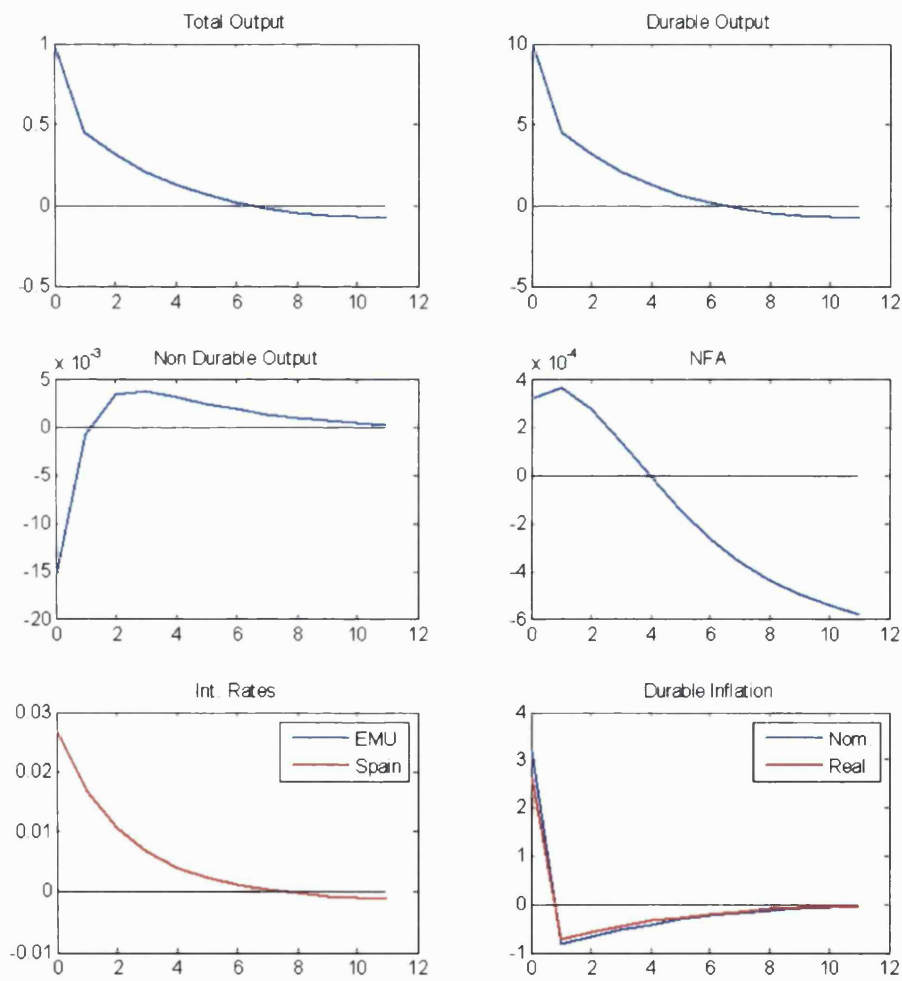 Total Output
1
0.5
0
-0.5
0 2 4 6 8 10 12
Durable Output
10
5
0
-5
0 2 4 6 8 10 12
x 10-3 Non Durable Output
5
0
-5
-10
-15
-20
0 2 4 6 8 10 12
x 10-4 NFA
4
2
0
-2
-4
-6
0 2 4 6 8 10 12
Int. Rates
0.03
0.02
0.01
0
-0.01
0 2 4 6 8 10 12
EMU
Spain
Durable Inflation
4
3
2
1
0
-1
0 2 4 6 8 10 12
Nom
Real